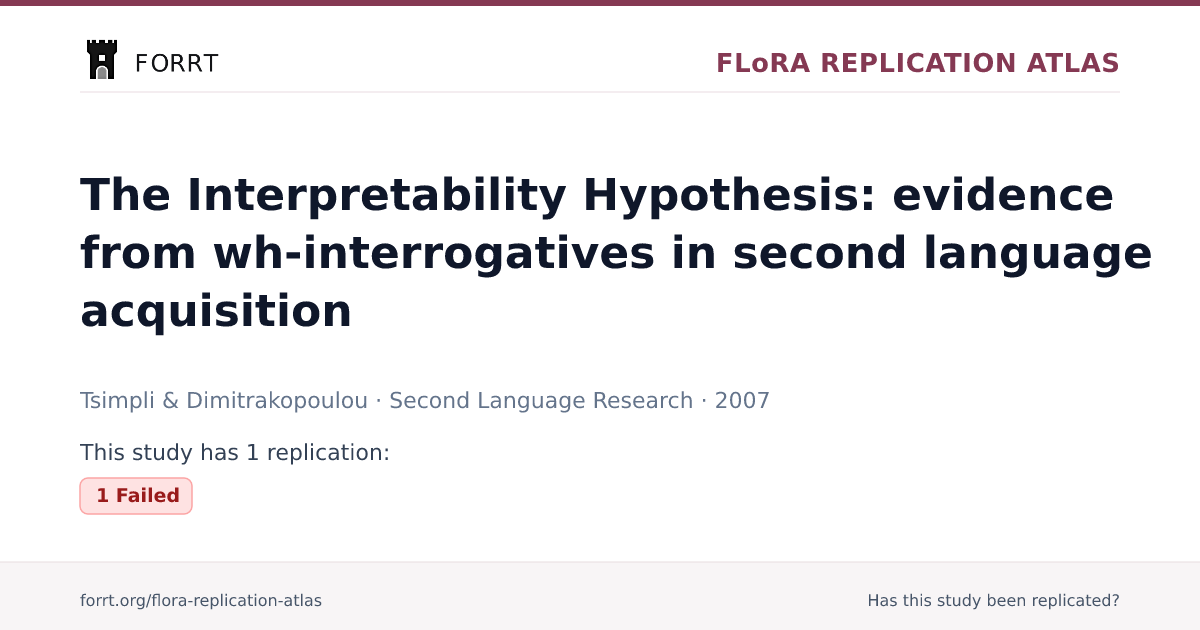 FORRT
FLoRA REPLICATION ATLAS
The Interpretability Hypothesis: evidence
from wh-interrogatives in second language
acquisition
Tsimpli & Dimitrakopoulou · Second Language Research · 2007
This study has 1 replication:
1 Failed
forrt.org/flora-replication-atlas
Has this study been replicated?